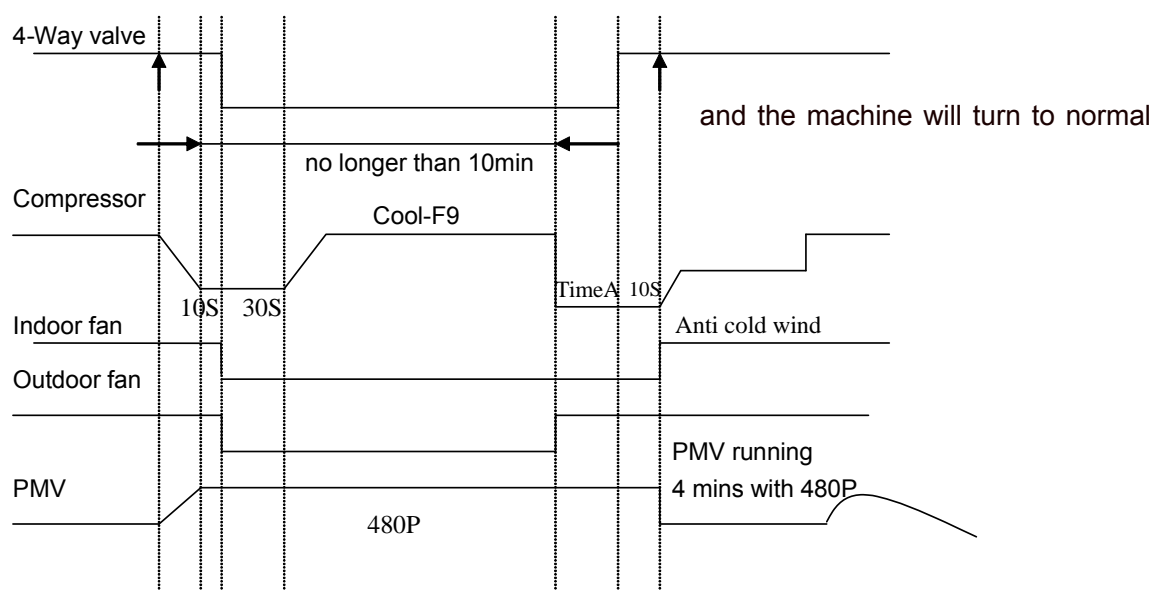 4-Way valve
and the machine will turn to normal
no longer than 10min
Compressor
Cool-F9
10S 30S
TimeA 10S
Indoor fan
Anti cold wind
Outdoor fan
PMV running
PMV
4 mins with 480P
480P